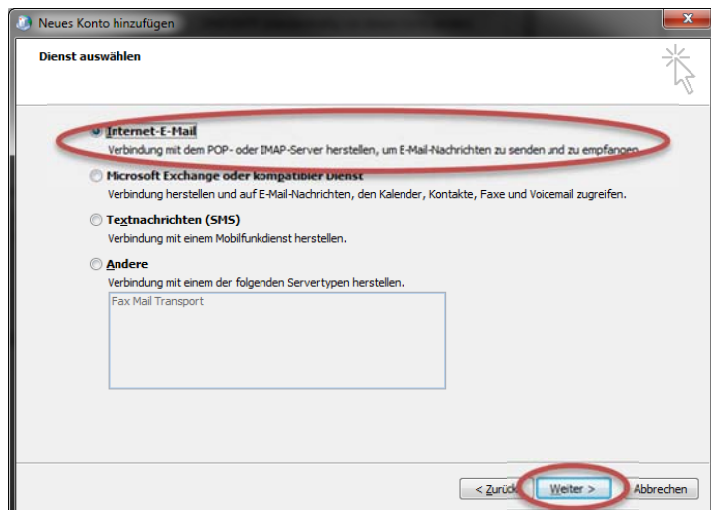 Neues Konto hinzufügen
Dienst auswählen
Internet-E-Mail
Verbindung mit dem POP- oder IMAP-Server herstellen, um E-Mail-Nachrichten zu senden und zu empfangen.
Microsoft Exchange oder kompatibler Dienst
Verbindung herstellen und auf E-Mail-Nachrichten, den Kalender, Kontakte, Faxe und Voicemail zugreifen.
Textnachrichten (SMS)
Verbindung mit einem Mobilfunkdienst herstellen.
Andere
Verbindung mit einem der folgenden Servertypen herstellen.
Fax Mail Transport
< Zurück Weiter > Abbrechen